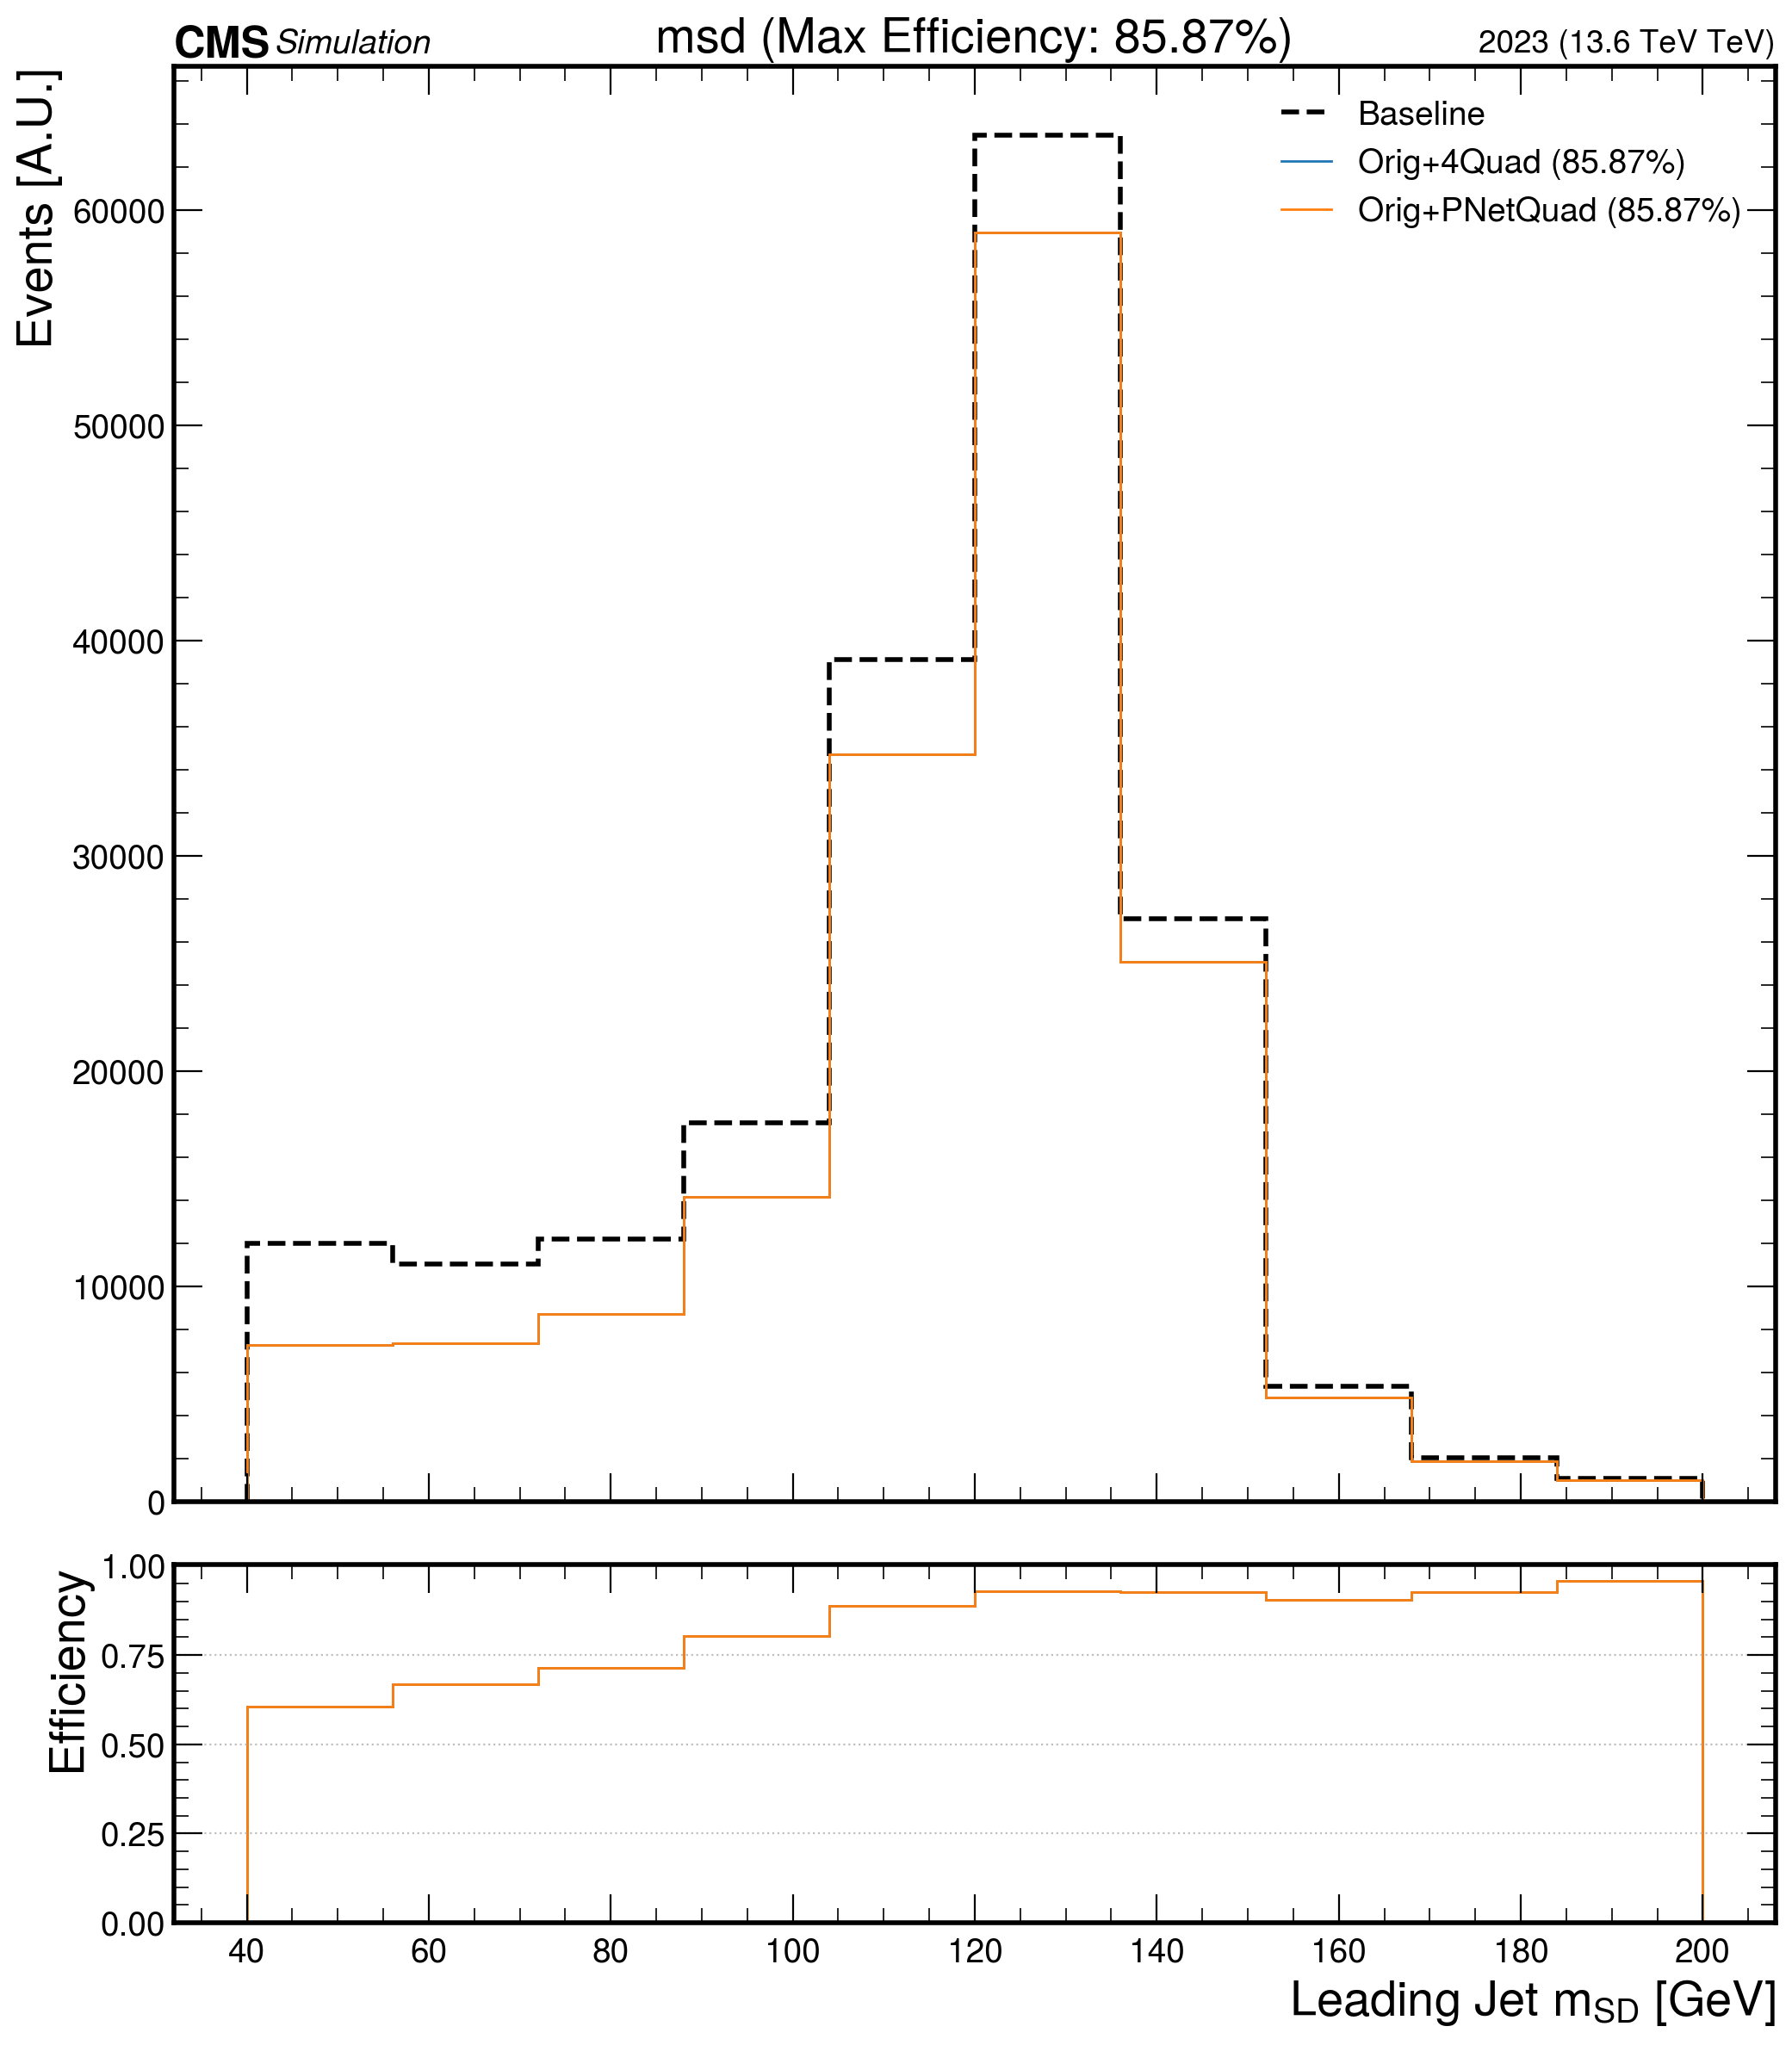 CMS Simulation msd (Max Efficiency: 85.87%) 2023 (13.6 TeV TeV)
Events [A.U.]
Baseline
Orig+4Quad (85.87%)
Orig+PNetQuad (85.87%)
60000
50000
40000
30000
20000
10000
0
Efficiency
1.00
0.75
0.50
0.25
0.00
40 60 80 100 120 140 160 180 200
Leading Jet mSD [GeV]